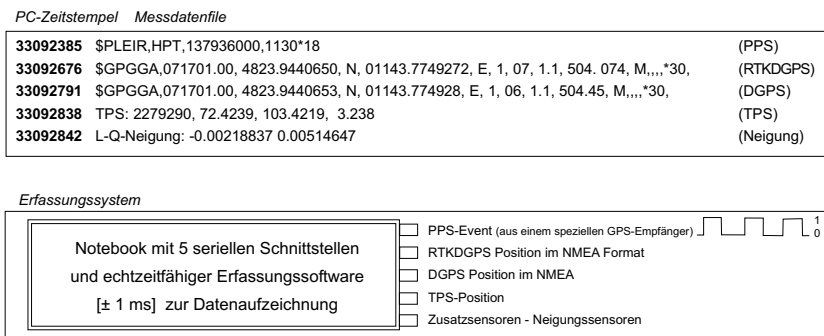 PC-Zeitstempel Messdatenfile
33092385 $PLEIR,HPT,137936000,1130*18 (PPS)
33092676 $GPGGA,071701.00, 4823.9440650, N, 01143.7749272, E, 1, 07, 1.1, 504. 074, M,,,,*30, (RTKDGPS)
33092791 $GPGGA,071701.00, 4823.9440653, N, 01143.774928, E, 1, 06, 1.1, 504.45, M,,,,*30, (DGPS)
33092838 TPS: 2279290, 72.4239, 103.4219, 3.238 (TPS)
33092842 L-Q-Neigung: -0.00218837 0.00514647 (Neigung)
Erfassungssystem
Notebook mit 5 seriellen Schnittstellen
und echtzeitfähiger Erfassungssoftware
[± 1 ms] zur Datenaufzeichnung
PPS-Event (aus einem speziellen GPS-Empfänger) 1
0
RTKDGPS Position im NMEA Format
DGPS Position im NMEA
TPS-Position
Zusatzsensoren - Neigungssensoren